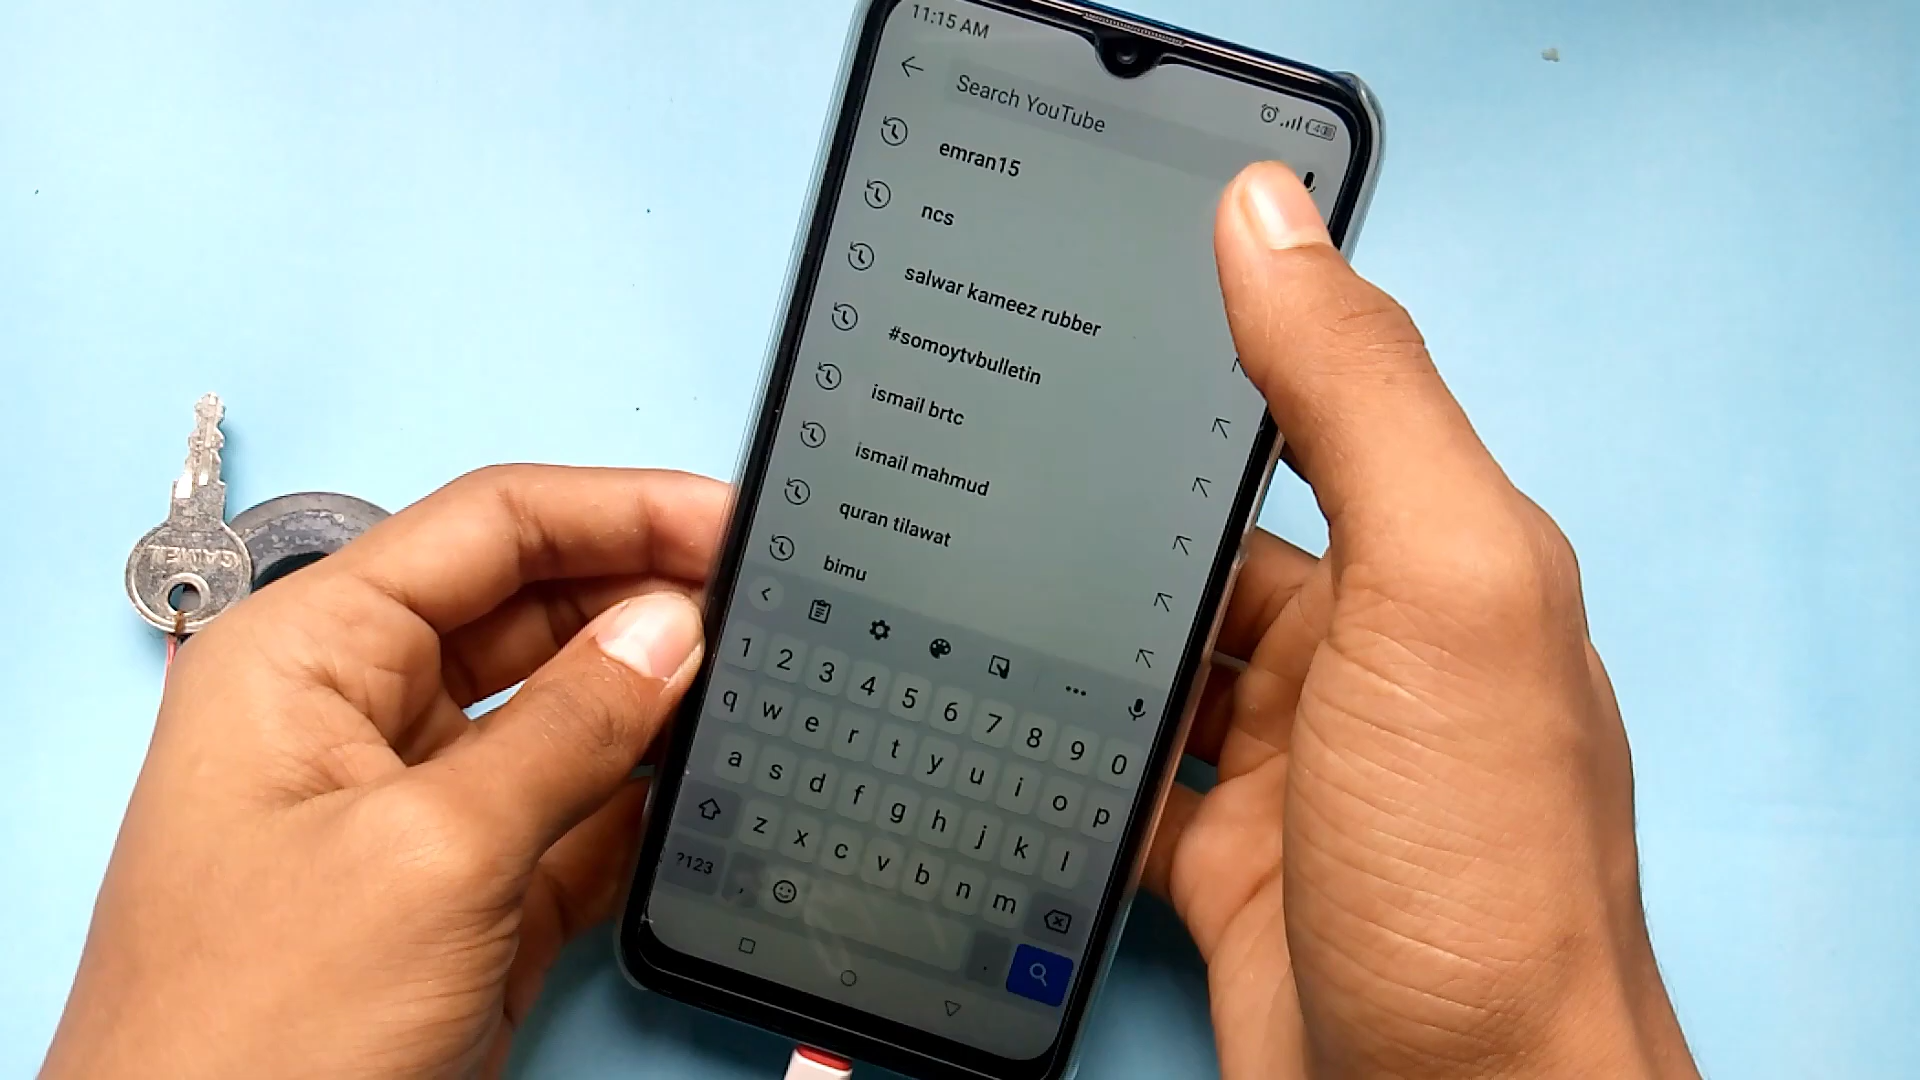 11:15 AM
Search YouTube
emran15
ncs
salwar kameez rubber
#somoytvbulletin
ismail brtc
ismail mahmud
quran tilawat
bimu
1 2 3 4 5 6 7 8 9 0
q w e r t y u i o p
a s d f g h j k l
z x c v b n m
?123 , .
GAMET